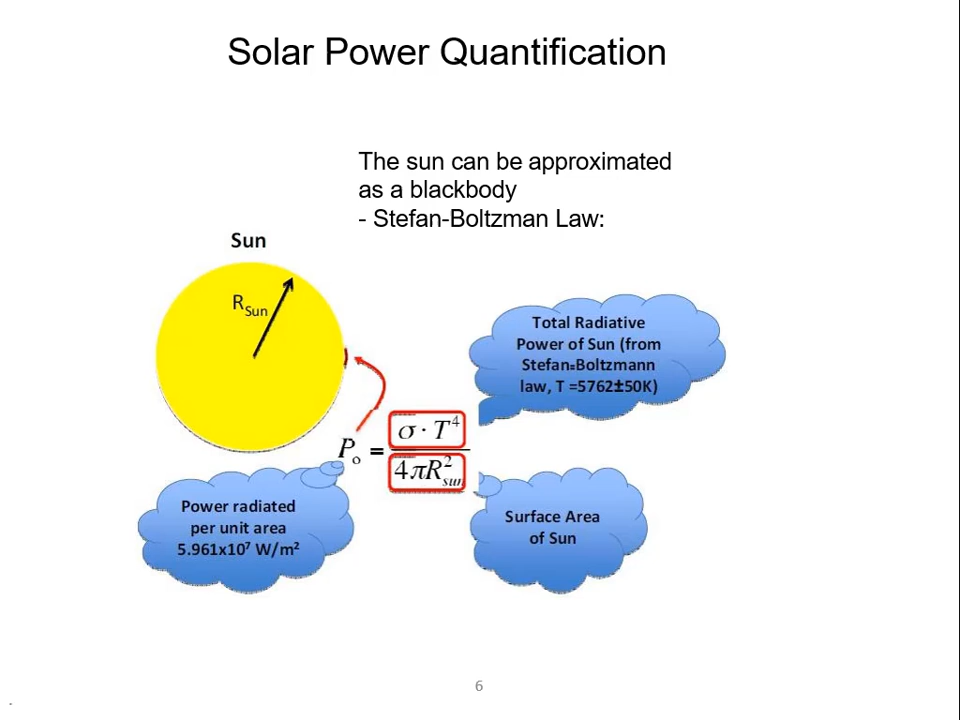 Solar Power Quantification
The sun can be approximated
as a blackbody
- Stefan-Boltzman Law:
Sun
R_Sun
Total Radiative
Power of Sun (from
Stefan-Boltzmann
law, T =5762±50K)
P_o = σ · T⁴ / 4πR²_sun
Power radiated
per unit area
5.961x10⁷ W/m²
Surface Area
of Sun
6